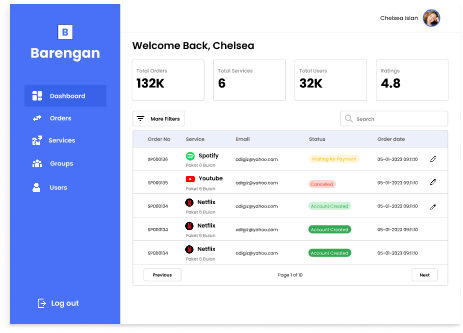 B
Barengan
Dashboard
Orders
Services
Groups
Users
Log out
Chelsea Islan
Welcome Back, Chelsea
Total Orders
132K
Total Services
6
Total Users
32K
Ratings
4.8
More Filters
Search
Order No Service Email Status Order date
SP000136 Spotify adigiz@yahoo.com Waiting for Payment 05-01-2023 09:11:10
Paket 6 Bulan
SP000135 Youtube adigiz@yahoo.com Cancelled 05-01-2023 09:11:10
Paket 6 Bulan
SP000134 Netflix adigiz@yahoo.com Account Created 05-01-2023 09:11:10
Paket 6 Bulan
SP000134 Netflix adigiz@yahoo.com Account Created 05-01-2023 09:11:10
Paket 6 Bulan
SP000134 Netflix adigiz@yahoo.com Account Created 05-01-2023 09:11:10
Paket 6 Bulan
Previous Page 1 of 10 Next